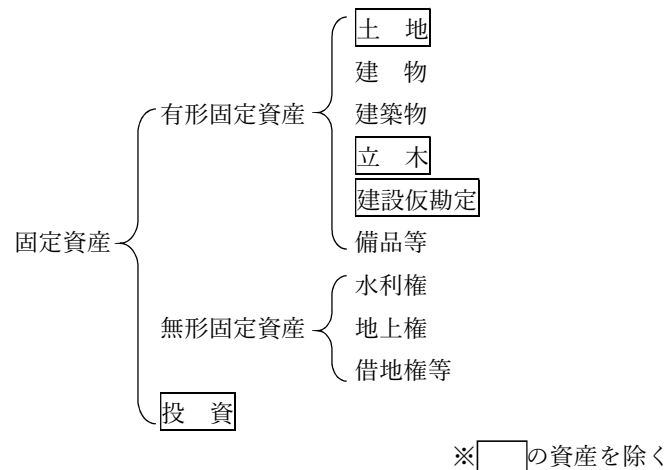 土　地
建　物
有形固定資産
建築物
立　木
建設仮勘定
固定資産
備品等
水利権
無形固定資産
地上権
借地権等
投　資
※　　の資産を除く